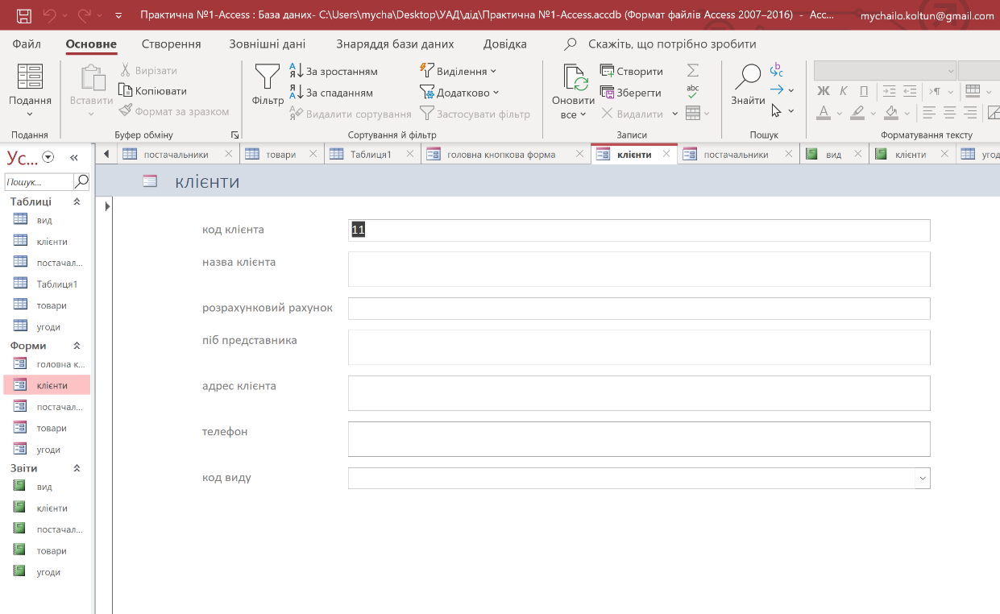 Практична №1-Access : База даних- C:\Users\mycha\Desktop\УАД\дід\Практична №1-Access.accdb (Формат файлів Access 2007–2016) - Acc...
mychailo.koltun@gmail.com
Файл Основне Створення Зовнішні дані Знаряддя бази даних Довідка Скажіть, що потрібно зробити
Подання
Вставити
Вирізати
Копіювати
Формат за зразком
Фільтр
За зростанням
За спаданням
Видалити сортування
Виділення
Додатково
Застосувати фільтр
Оновити
все
Створити
Зберегти
Видалити
Знайти
Ж К П
Подання Буфер обміну Сортування й фільтр Записи Пошук Форматування тексту
Ус...
постачальники товари Таблиця1 головна кнопкова форма клієнти постачальники вид клієнти угод
Пошук...
Таблиці
вид
клієнти
постачал...
Таблиця1
товари
угоди
Форми
головна к...
клієнти
постачал...
товари
угоди
Звіти
вид
клієнти
постачал...
товари
угоди
клієнти
код клієнта 11
назва клієнта
розрахунковий рахунок
піб представника
адрес клієнта
телефон
код виду